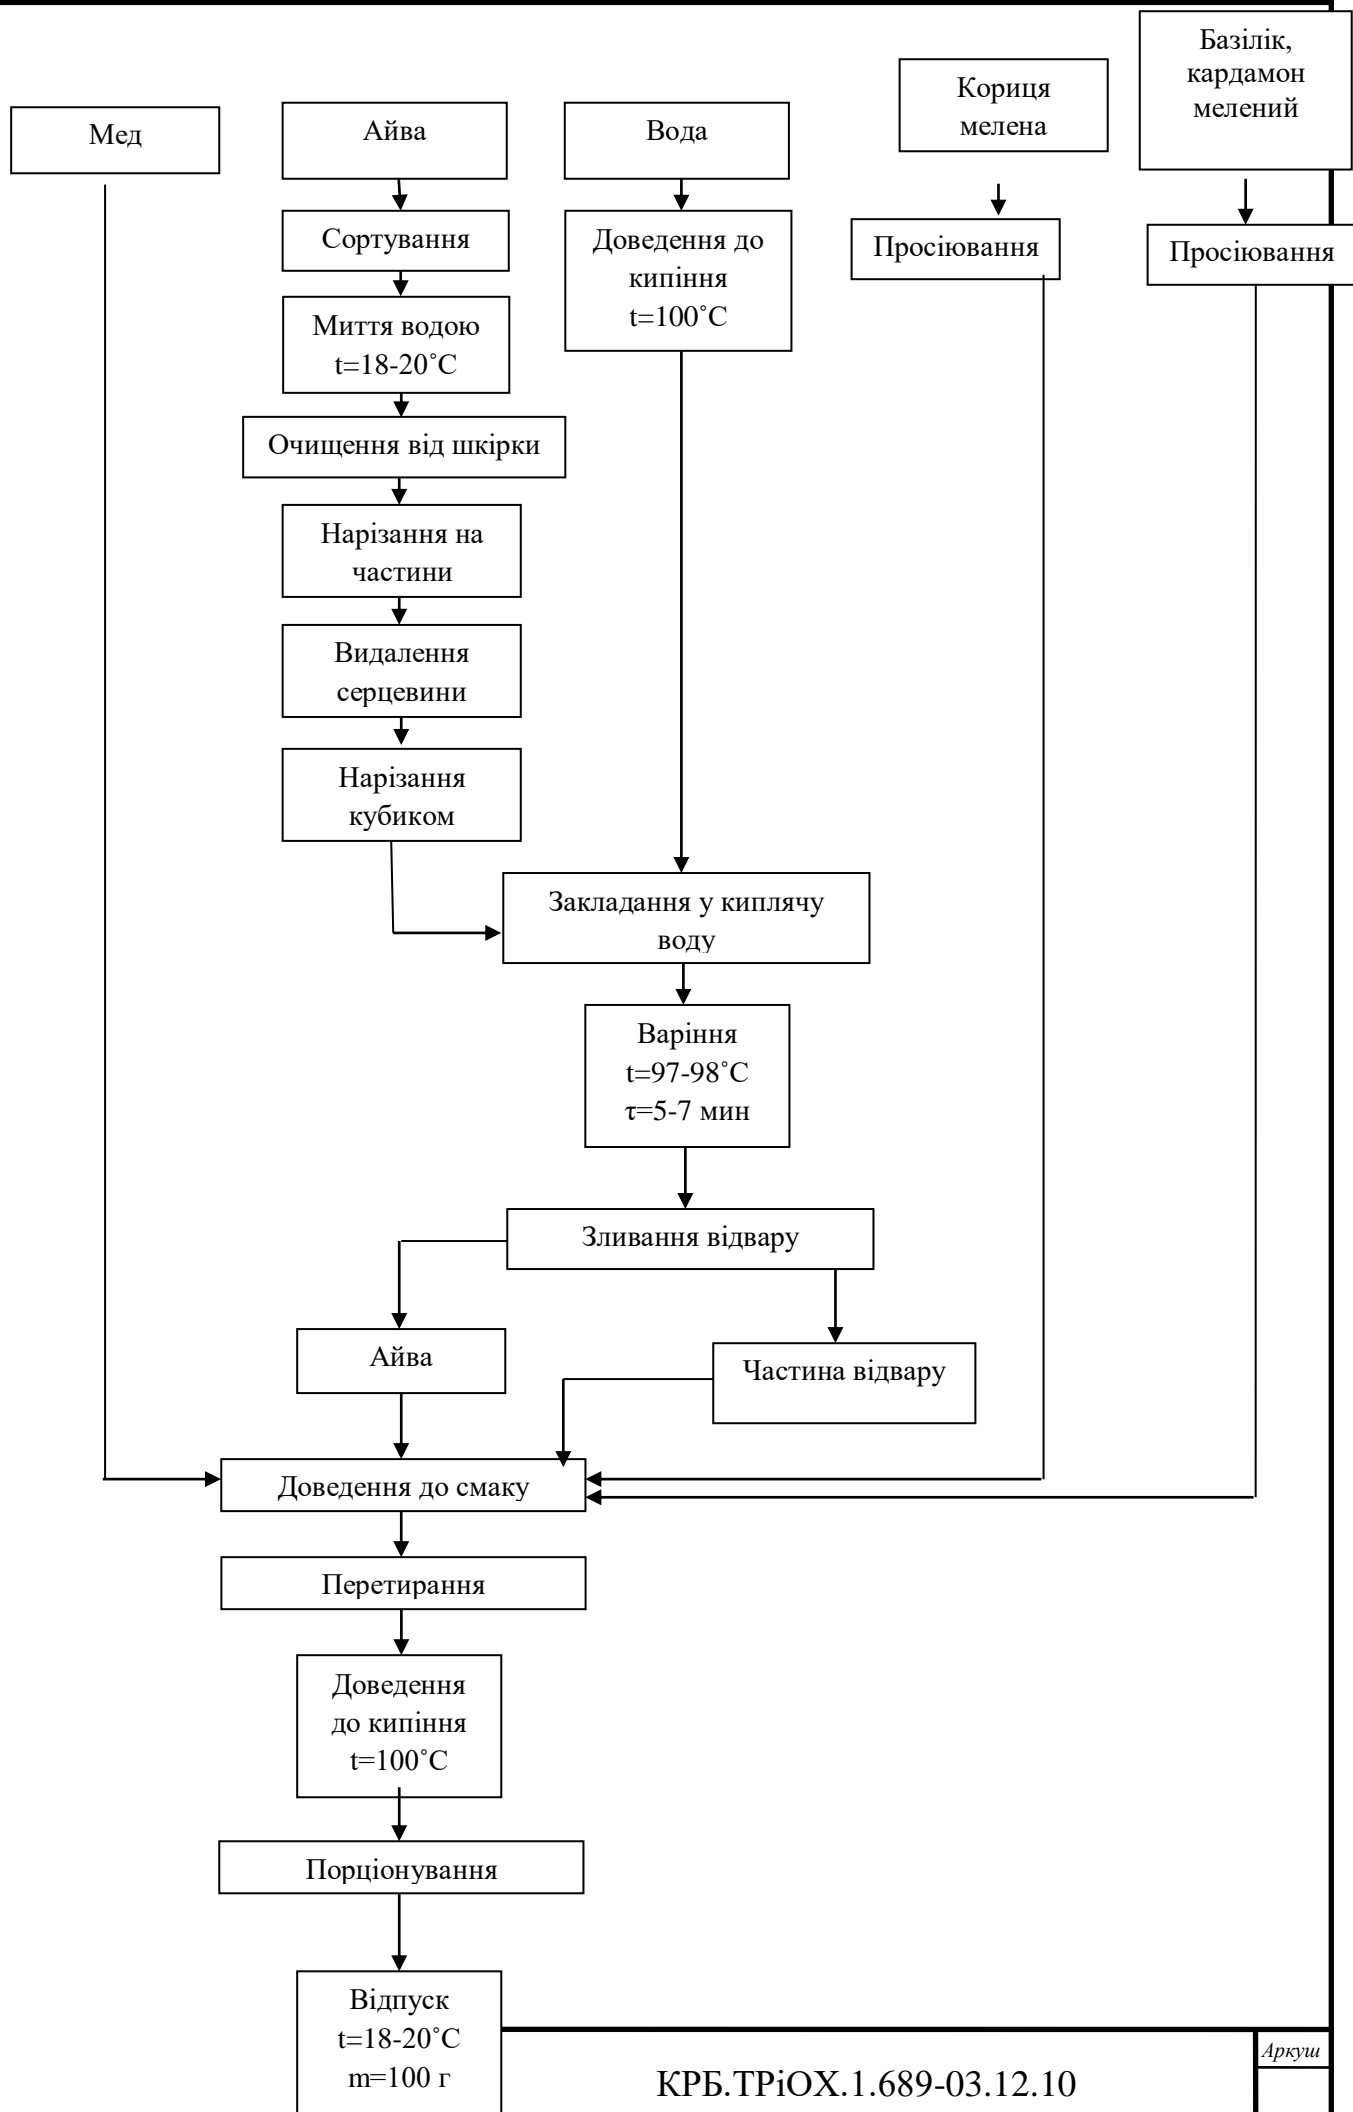 Базілік,
кардамон
мелений
Кориця
мелена
Мед
Айва
Вода
Сортування
Доведення до
кипіння
t=100˚С
Просіювання
Просіювання
Миття водою
t=18-20˚С
Очищення від шкірки
Нарізання на
частини
Видалення
серцевини
Нарізання
кубиком
Закладання у киплячу
воду
Варіння
t=97-98˚С
τ=5-7 мин
Зливання відвару
Айва
Частина відвару
Доведення до смаку
Перетирання
Доведення
до кипіння
t=100˚С
Порціонування
Відпуск
t=18-20˚С
m=100 г
Аркуш
КРБ.ТРіОХ.1.689-03.12.10